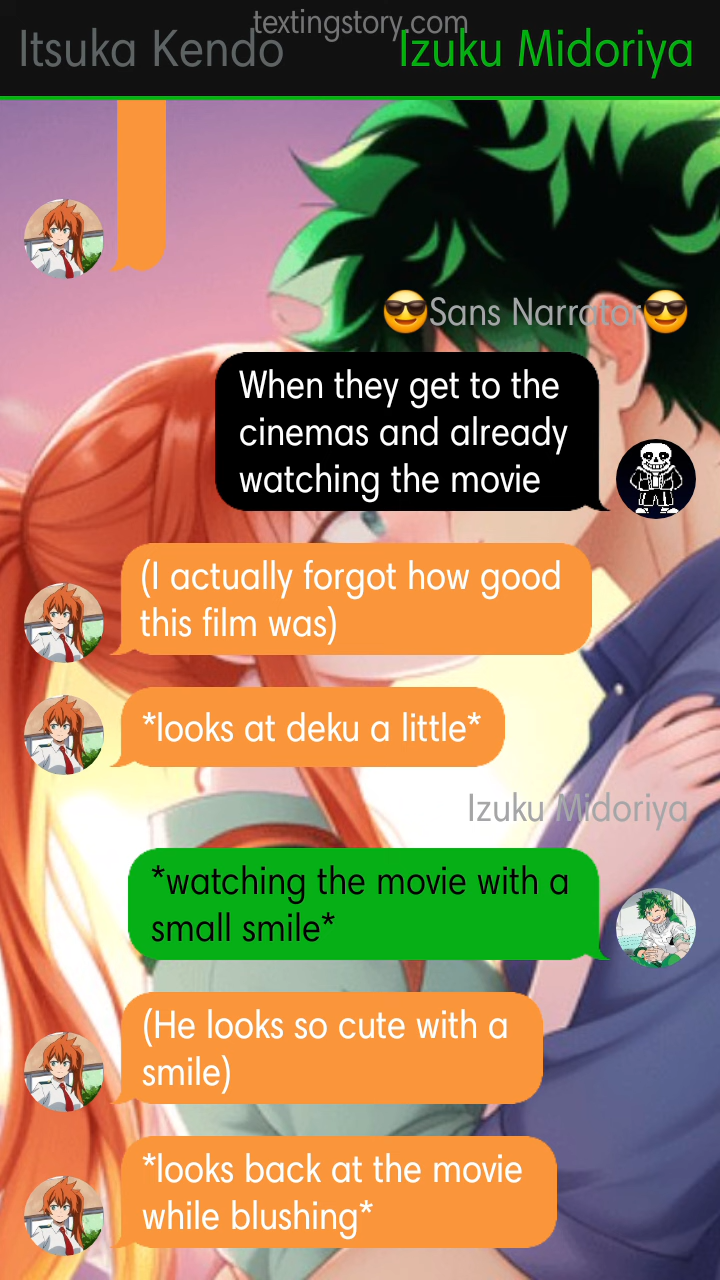 textingstory.com
Itsuka Kendo
Izuku Midoriya
😎Sans Narrator😎
When they get to the
cinemas and already
watching the movie
(I actually forgot how good
this film was)
*looks at deku a little*
Izuku Midoriya
*watching the movie with a
small smile*
(He looks so cute with a
smile)
*looks back at the movie
while blushing*